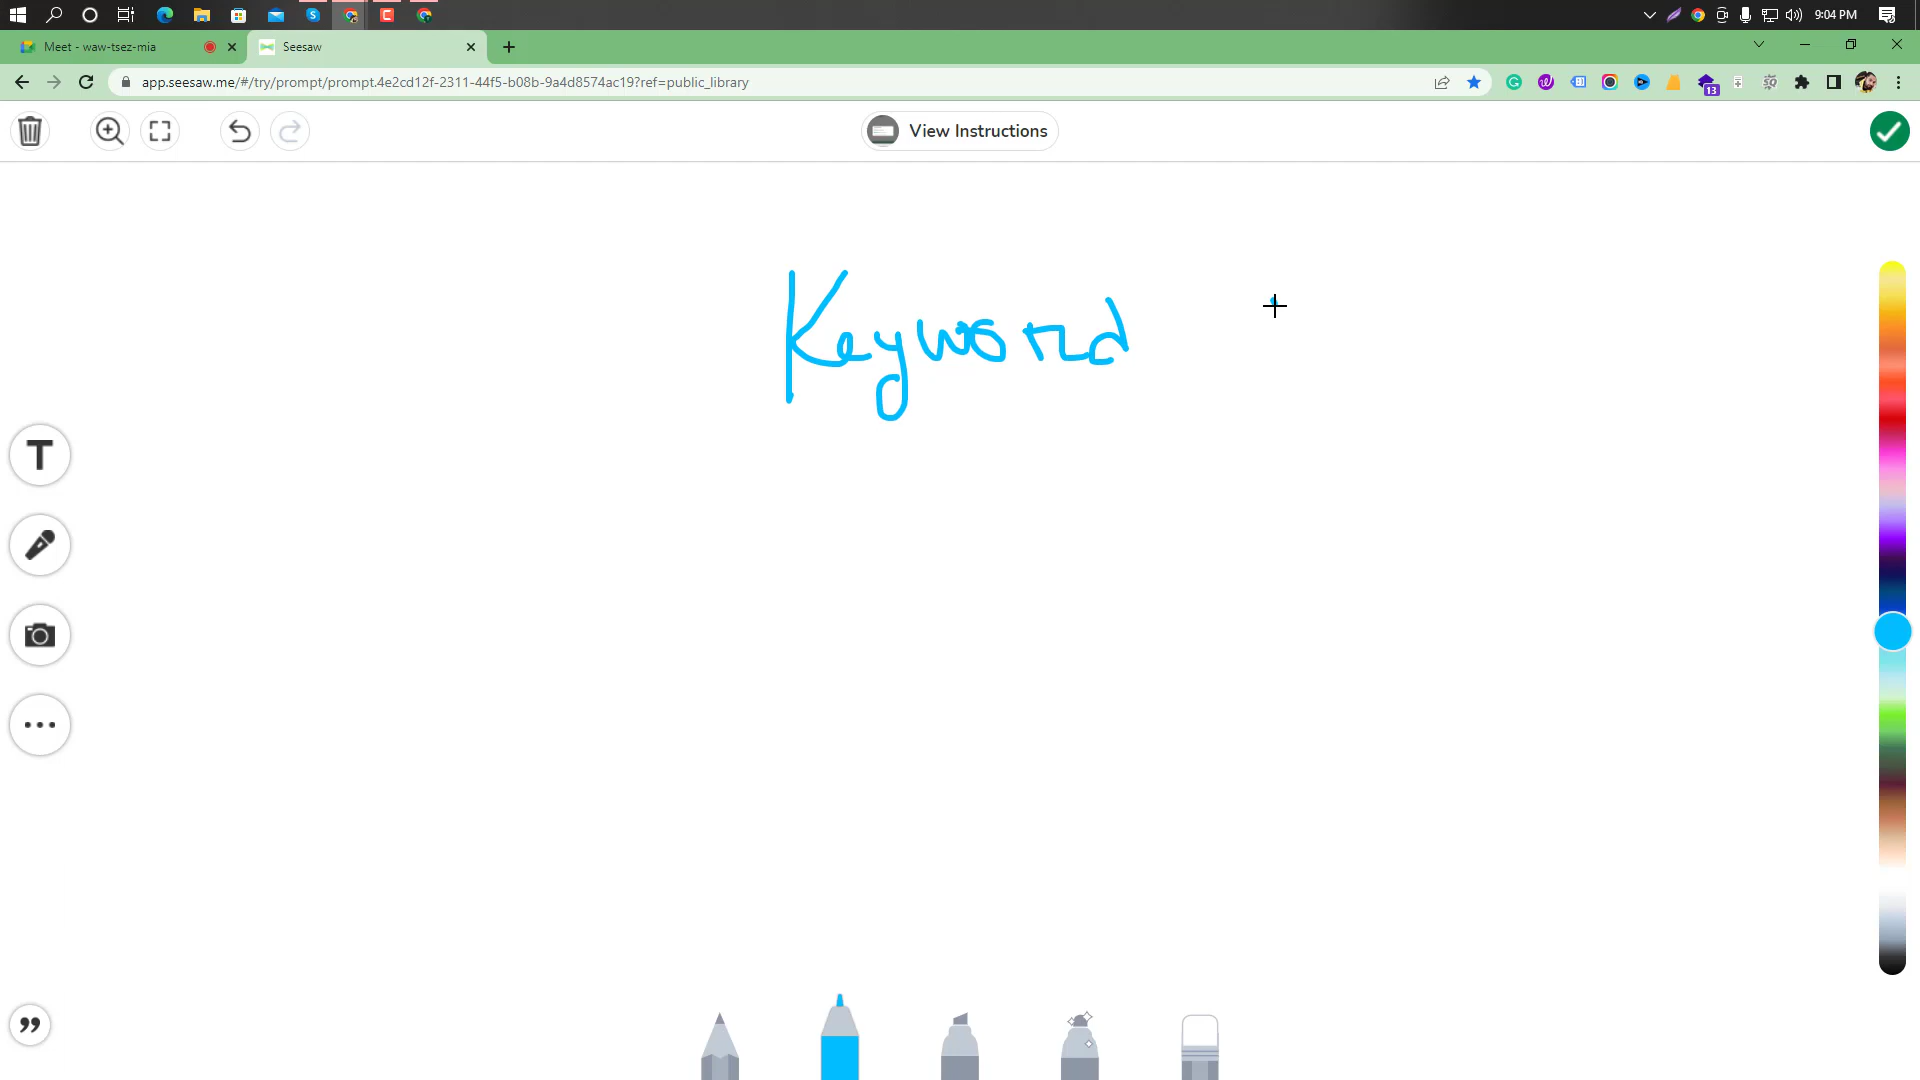 9:04 PM
Meet - waw-tsez-mia
Seesaw
app.seesaw.me/#/try/prompt/prompt.4e2cd12f-2311-44f5-b08b-9a4d8574ac19?ref=public_library
13
View Instructions
Keyword
T